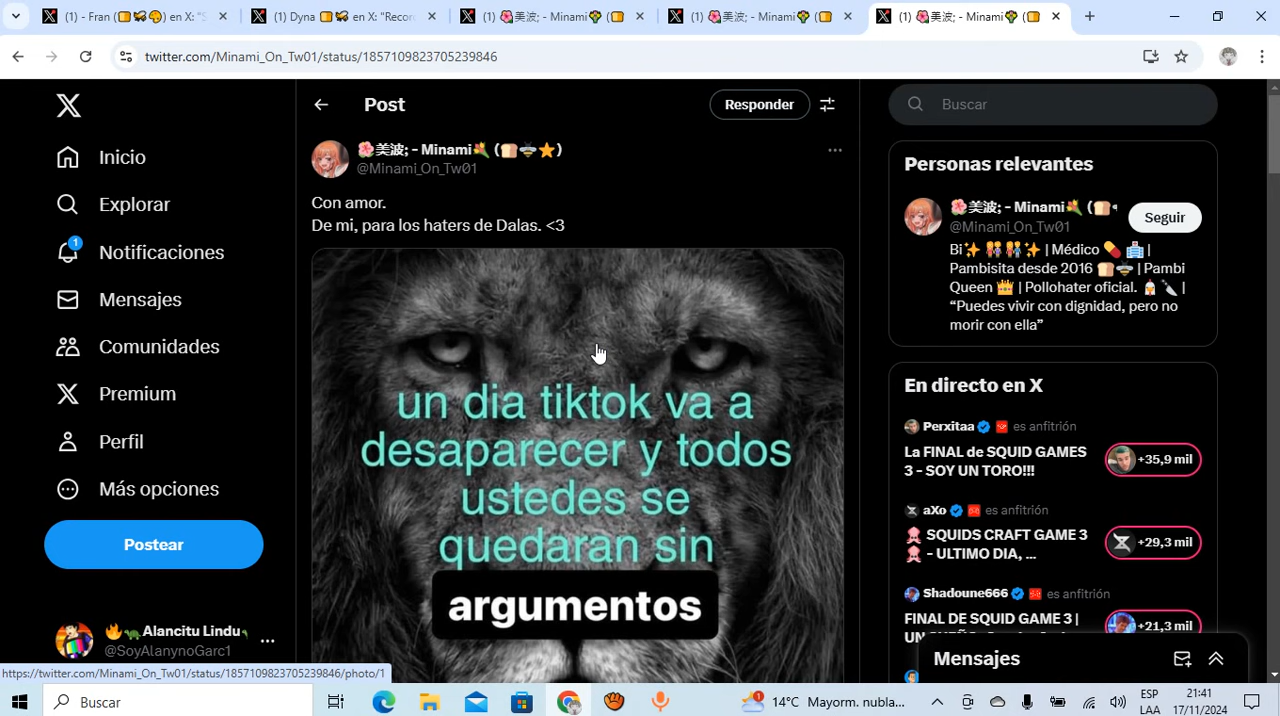 - Fran (🍞🐝🐵) en X: "S
(1) Dyna 🍞🐝 en X: "Recor
(1) 🌺美波; - Minami🌻 (🍞
(1) 🌺美波; - Minami🌻 (🍞
(1) 🌺美波; - Minami🌻 (🍞
twitter.com/Minami_On_Tw01/status/1857109823705239846
Inicio
Explorar
1
Notificaciones
Mensajes
Comunidades
Premium
Perfil
Más opciones
Postear
🔥🦖Alancitu Lindu
@SoyAlanynoGarc1
https://twitter.com/Minami_On_Tw01/status/1857109823705239846/photo/1
Post
Responder
🌺美波; - Minami💐 (🍞🐝⭐)
@Minami_On_Tw01
Con amor.
De mi, para los haters de Dalas. <3
un dia tiktok va a
desaparecer y todos
ustedes se
quedaran sin
argumentos
Buscar
Personas relevantes
🌺美波; - Minami💐 (🍞
@Minami_On_Tw01
Seguir
Bi✨ 👭👬✨ | Médico 💊 🏥 |
Pambisita desde 2016 🍞🐝 | Pambi
Queen 👑 | Pollohater oficial. 🔪 |
“Puedes vivir con dignidad, pero no
morir con ella”
En directo en X
Perxitaa es anfitrión
La FINAL de SQUID GAMES
3 - SOY UN TORO!!!
+35,9 mil
aXo es anfitrión
🦑 SQUIDS CRAFT GAME 3
🦑 - ULTIMO DIA, ...
+29,3 mil
Shadoune666 es anfitrión
FINAL DE SQUID GAME 3 |
+21,3 mil
Mensajes
Buscar
1
14°C Mayorm. nubla...
ESP
LAA
21:41
17/11/2024